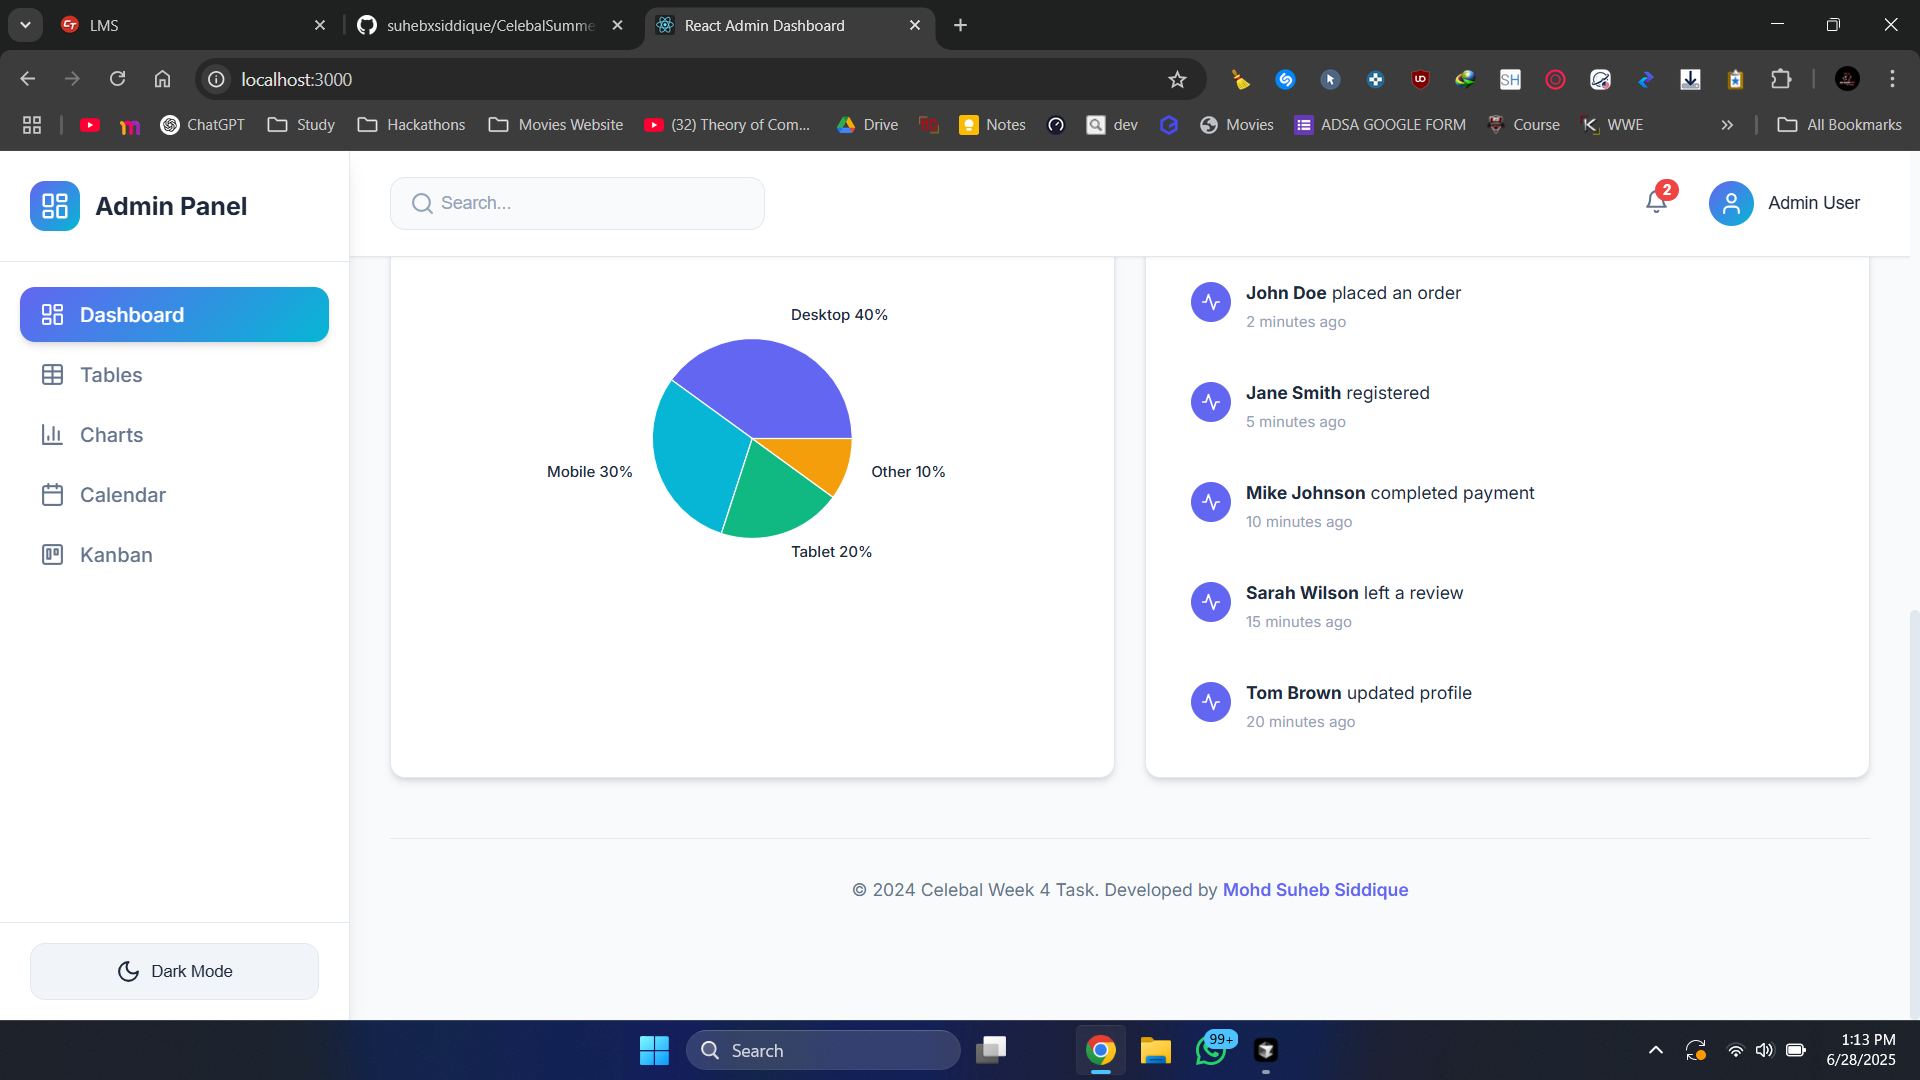 LMS
suhebxsiddique/CelebalSumme
React Admin Dashboard
localhost:3000
ChatGPT
Study
Hackathons
Movies Website
(32) Theory of Com...
Drive
Notes
dev
Movies
ADSA GOOGLE FORM
Course
WWE
All Bookmarks
UD
SH
Admin Panel
Search...
2
Admin User
Dashboard
Tables
Charts
Calendar
Kanban
Desktop 40%
Mobile 30%
Other 10%
Tablet 20%
John Doe placed an order
2 minutes ago
Jane Smith registered
5 minutes ago
Mike Johnson completed payment
10 minutes ago
Sarah Wilson left a review
15 minutes ago
Tom Brown updated profile
20 minutes ago
© 2024 Celebal Week 4 Task. Developed by Mohd Suheb Siddique
Dark Mode
Search
99+
1:13 PM
6/28/2025